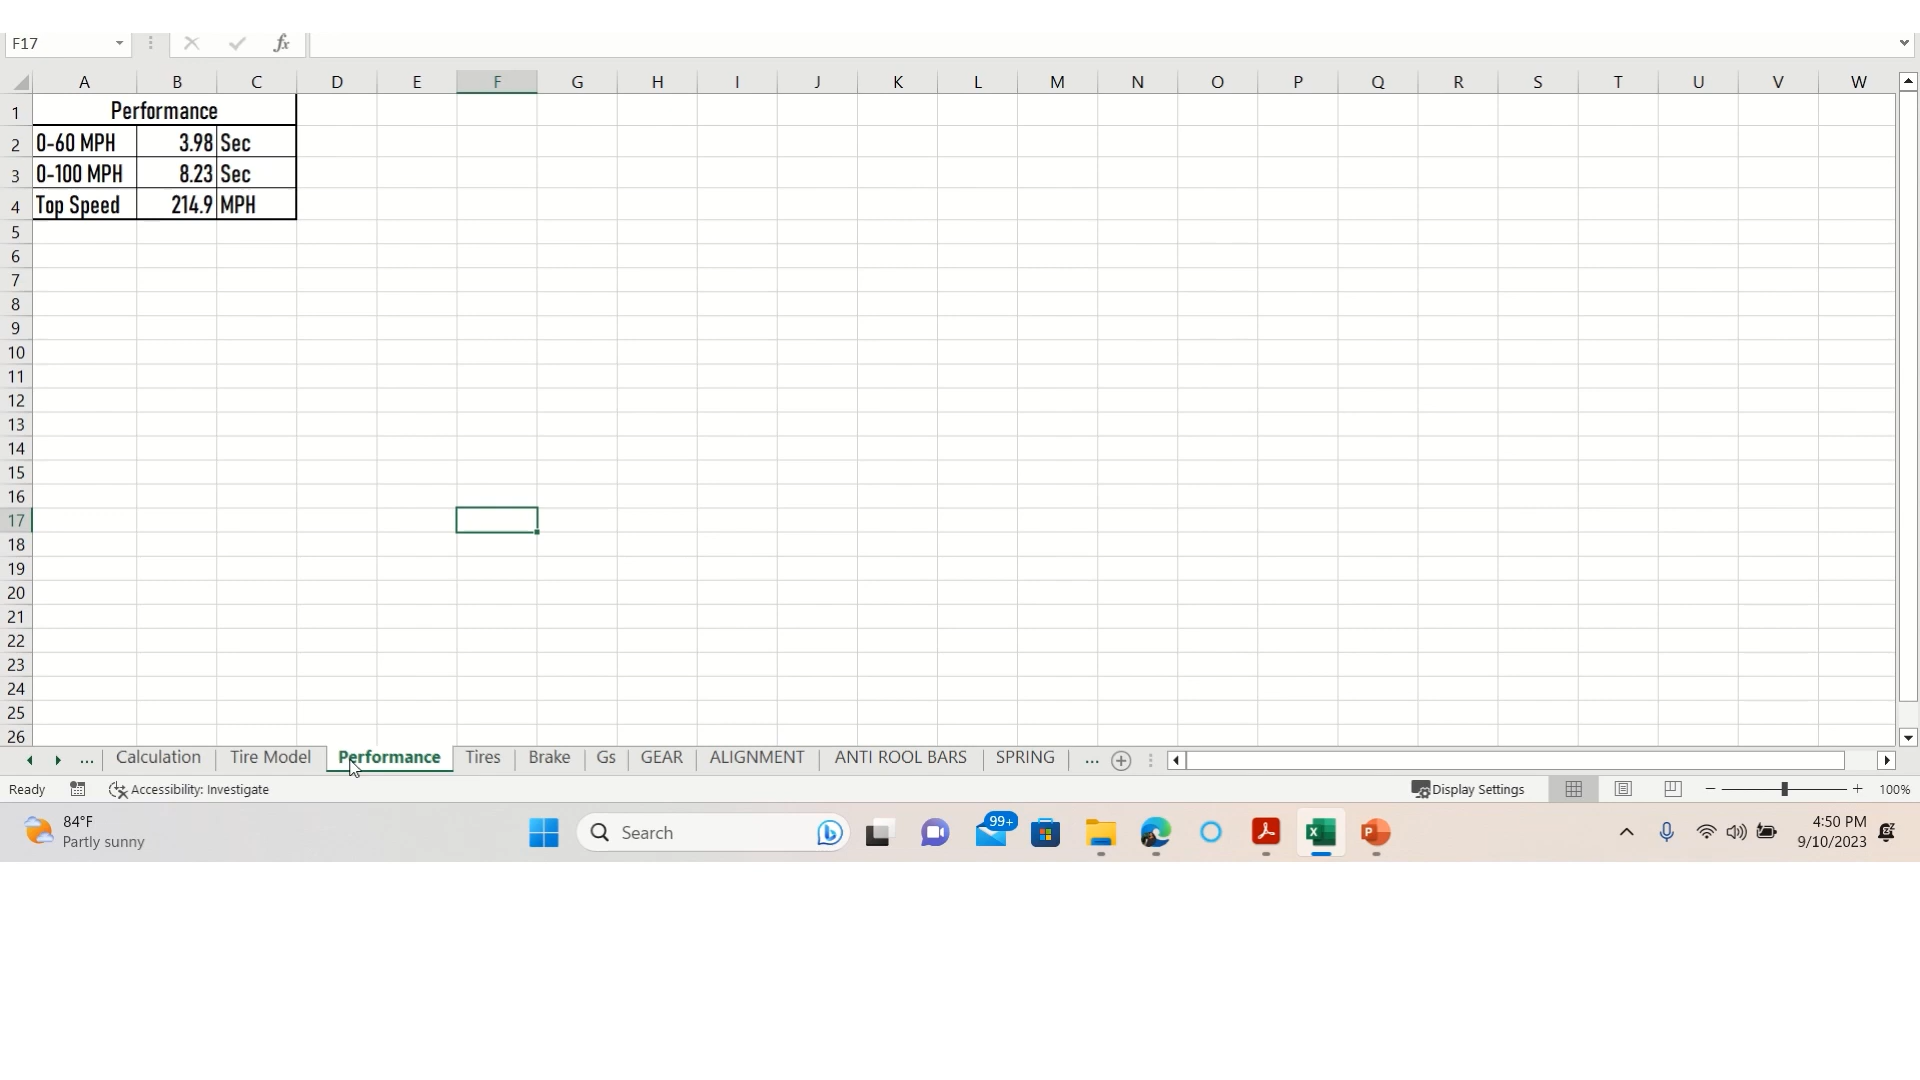 F17 fx
A B C D E F G H I J K L M N O P Q R S T U V W
1 Performance
2 0-60 MPH 3.98 Sec
3 0-100 MPH 8.23 Sec
4 Top Speed 214.9 MPH
5
6
7
8
9
10
11
12
13
14
15
16
17
18
19
20
21
22
23
24
25
26
... Calculation Tire Model Performance Tires Brake Gs GEAR ALIGNMENT ANTI ROOL BARS SPRING ...
Ready Accessibility: Investigate Display Settings 100%
84°F
Partly sunny
Search
99+
4:50 PM
9/10/2023